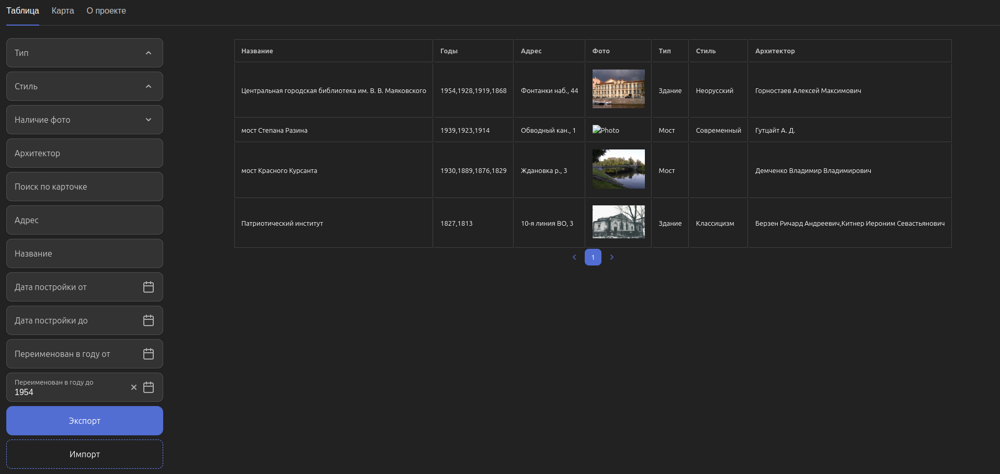 Таблица Карта О проекте
Тип
Стиль
Наличие фото
Архитектор
Поиск по карточке
Адрес
Название
Дата постройки от
Дата постройки до
Переименован в году от
Переименован в году до
1954
Экспорт
Импорт
Название Годы Адрес Фото Тип Стиль Архитектор
Центральная городская библиотека им. В. В. Маяковского 1954,1928,1919,1868 Фонтанки наб., 44 Здание Неорусский Горностаев Алексей Максимович
мост Степана Разина 1939,1923,1914 Обводный кан., 1 Photo Мост Современный Гутцайт А. Д.
мост Красного Курсанта 1930,1889,1876,1829 Ждановка р., 3 Мост Демченко Владимир Владимирович
Патриотический институт 1827,1813 10-я линия ВО, 3 Здание Классицизм Берзен Ричард Андреевич,Китнер Иероним Севастьянович
1